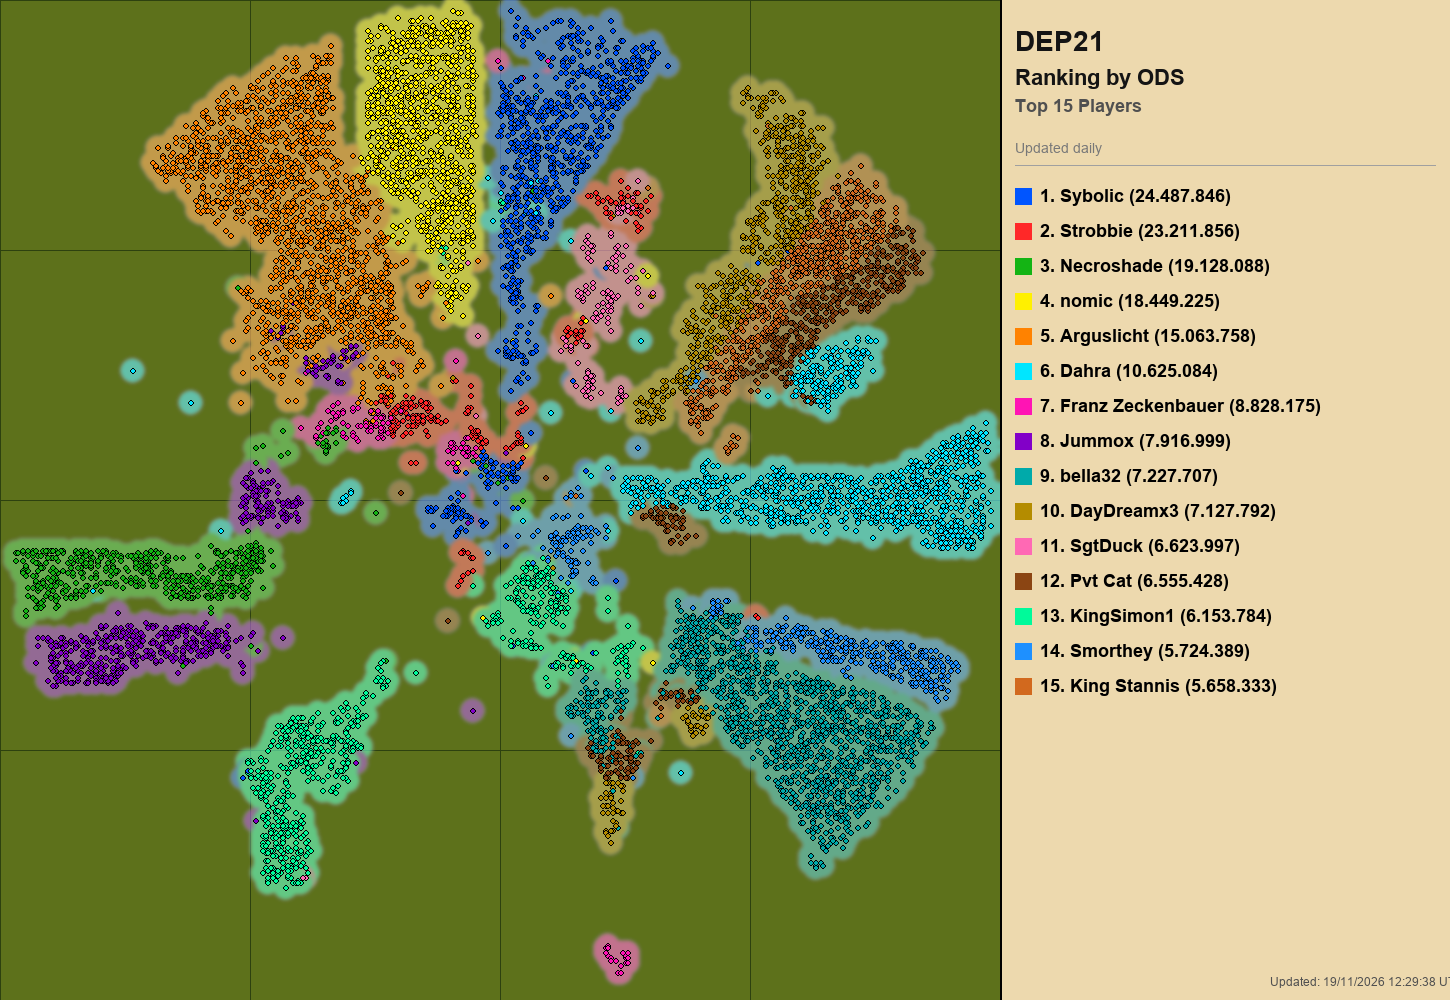 DEP21
Ranking by ODS
Top 15 Players
Updated daily
1. Sybolic (24.487.846)
2. Strobbie (23.211.856)
3. Necroshade (19.128.088)
4. nomic (18.449.225)
5. Arguslicht (15.063.758)
6. Dahra (10.625.084)
7. Franz Zeckenbauer (8.828.175)
8. Jummox (7.916.999)
9. bella32 (7.227.707)
10. DayDreamx3 (7.127.792)
11. SgtDuck (6.623.997)
12. Pvt Cat (6.555.428)
13. KingSimon1 (6.153.784)
14. Smorthey (5.724.389)
15. King Stannis (5.658.333)
Updated: 19/11/2026 12:29:38